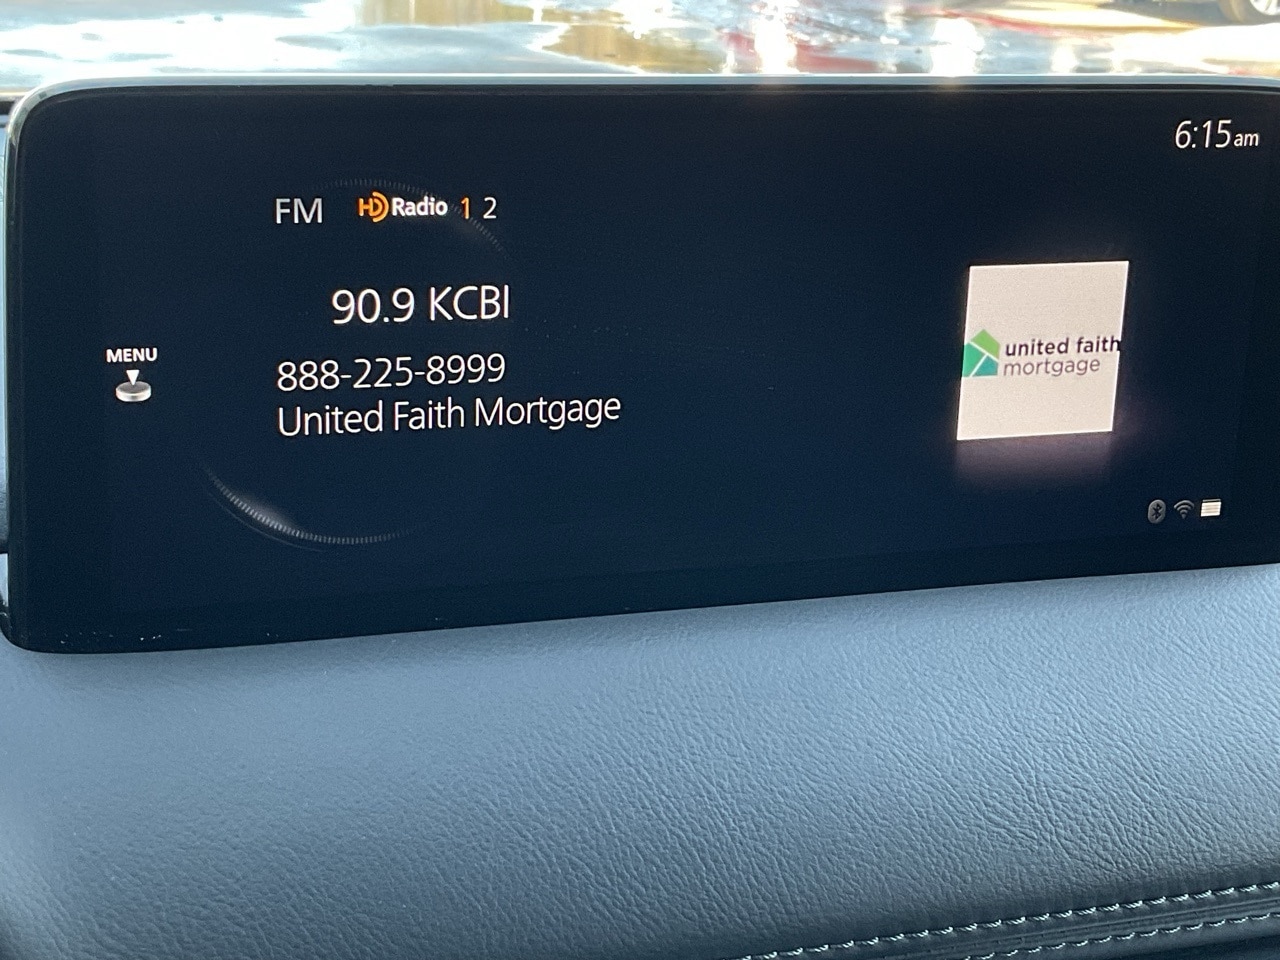 6:15am
FM HD Radio 1 2
90.9 KCBI
MENU
888-225-8999
United Faith Mortgage
united faith
mortgage